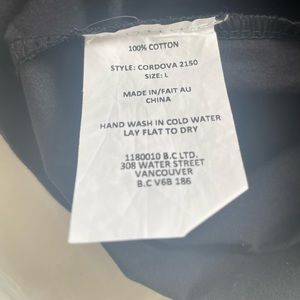 100% COTTON
STYLE: CORDOVA 2150
SIZE: L
MADE IN/FAIT AU
CHINA
HAND WASH IN COLD WATER
LAY FLAT TO DRY
1180010 B.C LTD.
308 WATER STREET
VANCOUVER
B.C V6B 1B6